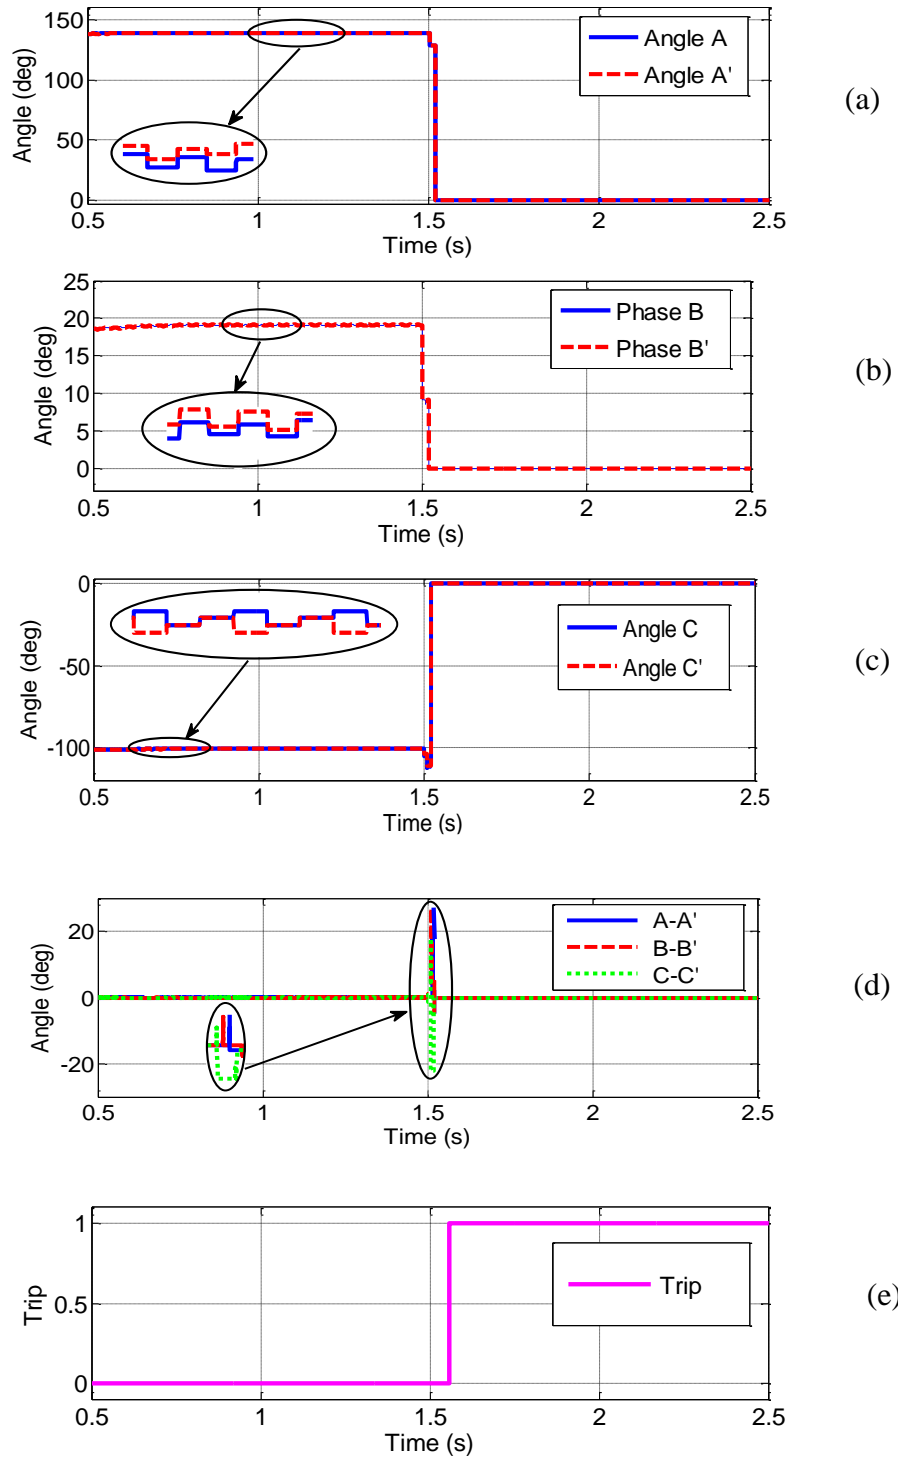 150
100
50
0
Angle (deg)
Angle A
Angle A'
0.5 1 1.5 2 2.5
Time (s)
(a)
25
20
15
10
5
0
Angle (deg)
Phase B
Phase B'
0.5 1 1.5 2 2.5
Time (s)
(b)
0
-50
-100
Angle (deg)
Angle C
Angle C'
0.5 1 1.5 2 2.5
Time (s)
(c)
20
0
-20
Angle (deg)
A-A'
B-B'
C-C'
0.5 1 1.5 2 2.5
Time (s)
(d)
1
0.5
0
Trip
Trip
0.5 1 1.5 2 2.5
Time (s)
(e)